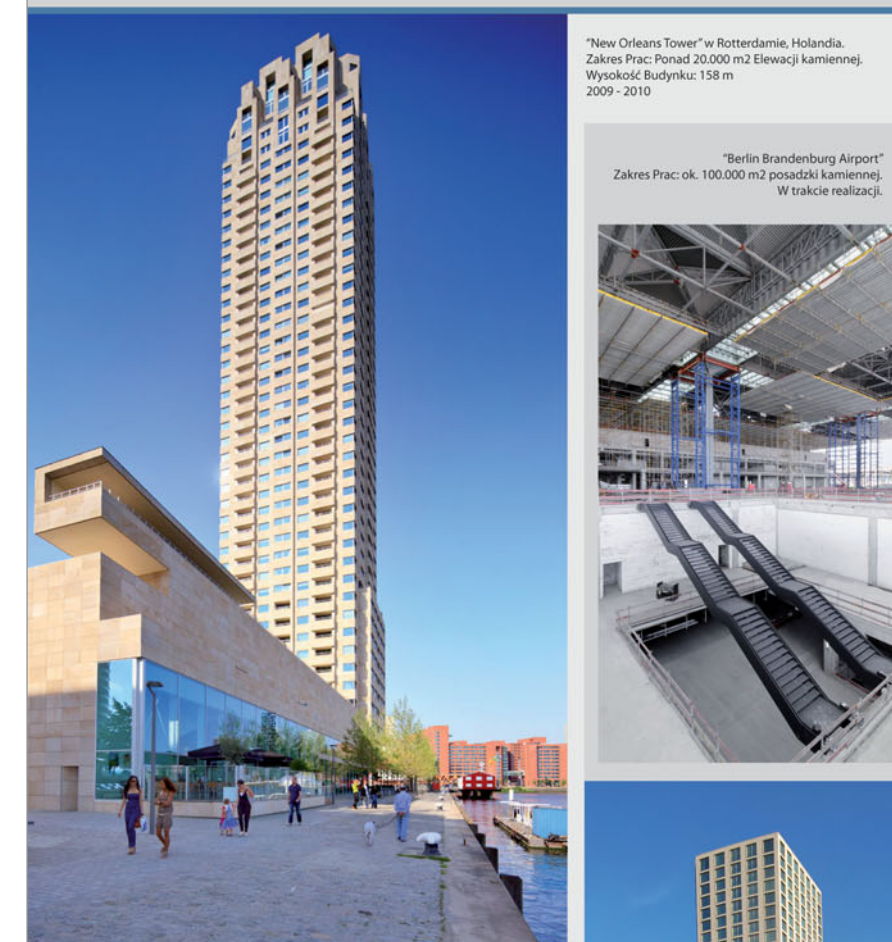 “New Orleans Tower” w Rotterdamie, Holandia.
Zakres Prac: Ponad 20.000 m2 Elewacji kamiennej.
Wysokość Budynku: 158 m
2009 - 2010
“Berlin Brandenburg Airport”
Zakres Prac: ok. 100.000 m2 posadzki kamiennej.
W trakcie realizacji.